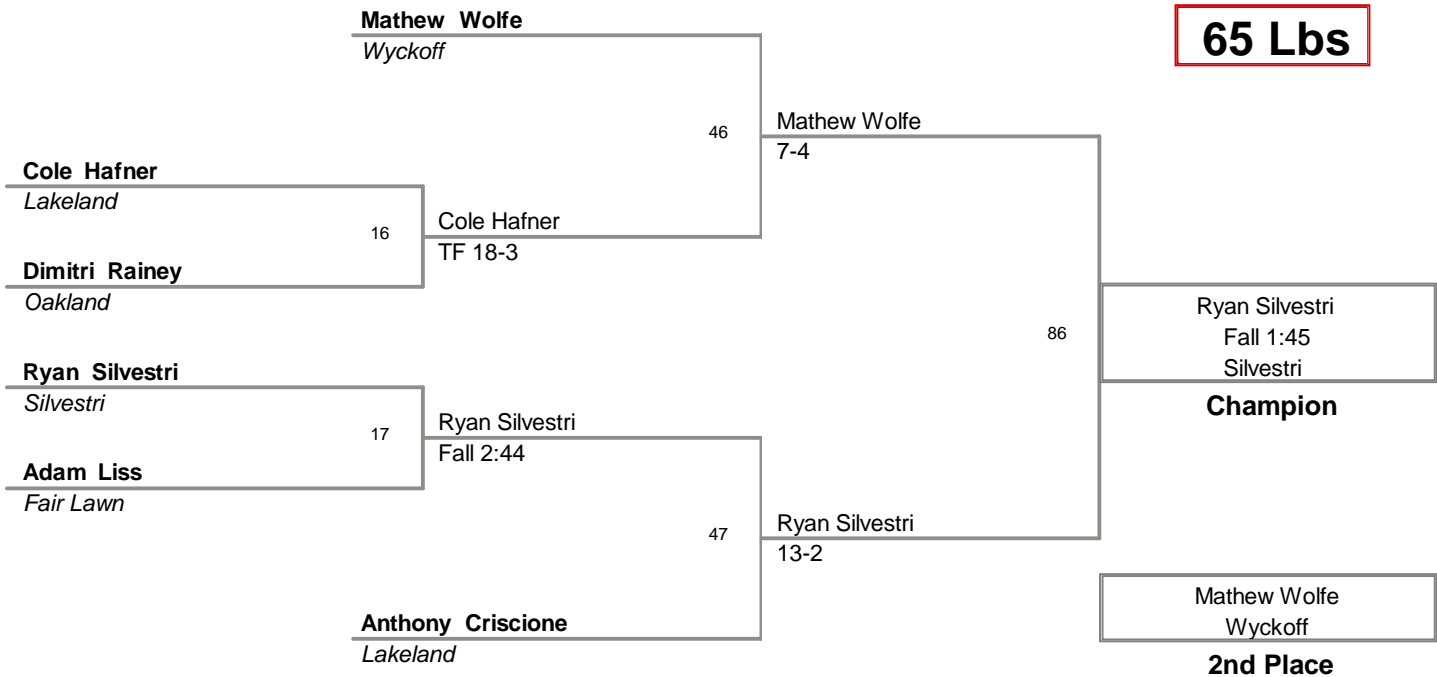 Mathew Wolfe
Wyckoff
65 Lbs
46
Mathew Wolfe
7-4
Cole Hafner
Lakeland
16
Cole Hafner
TF 18-3
Dimitri Rainey
Oakland
86
Ryan Silvestri
Fall 1:45
Silvestri
Champion
Ryan Silvestri
Silvestri
17
Ryan Silvestri
Fall 2:44
Adam Liss
Fair Lawn
47
Ryan Silvestri
13-2
Anthony Criscione
Lakeland
Mathew Wolfe
Wyckoff
2nd Place